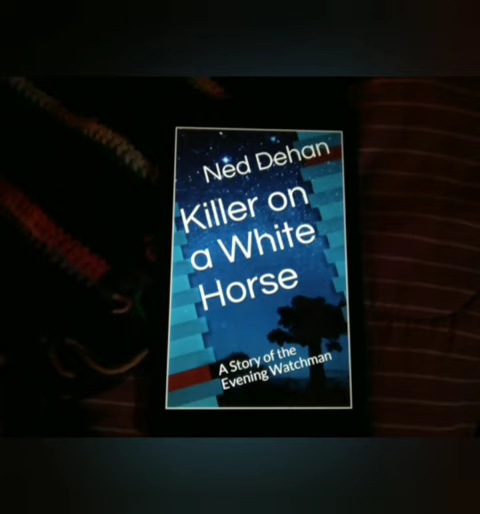 Ned Dehan
Killer on
a White
Horse
A Story of the
Evening Watchman